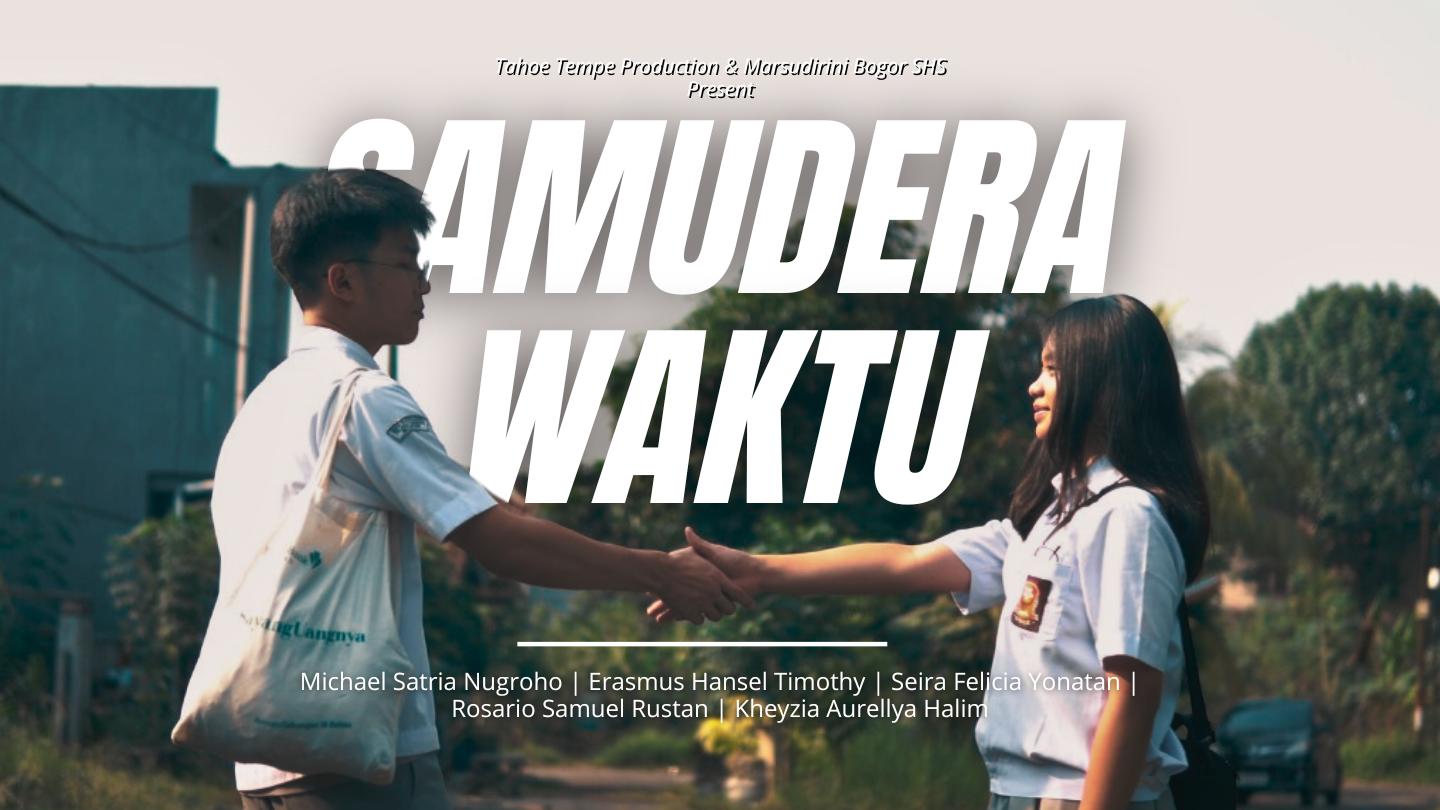 Tahoe Tempe Production & Marsudirini Bogor SHS
Present
SAMUDERA
WAKTU
Uangnya
Michael Satria Nugroho | Erasmus Hansel Timothy | Seira Felicia Yonatan |
Rosario Samuel Rustan | Kheyzia Aurellya Halim